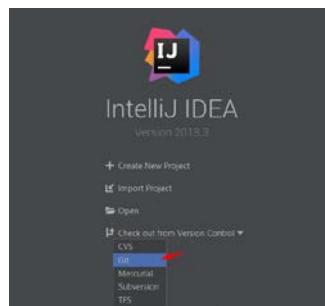 IJ
IntelliJ IDEA
Version 2018.3
Create New Project
Import Project
Open
Check out from Version Control
CVS
Git
Mercurial
Subversion
TFS